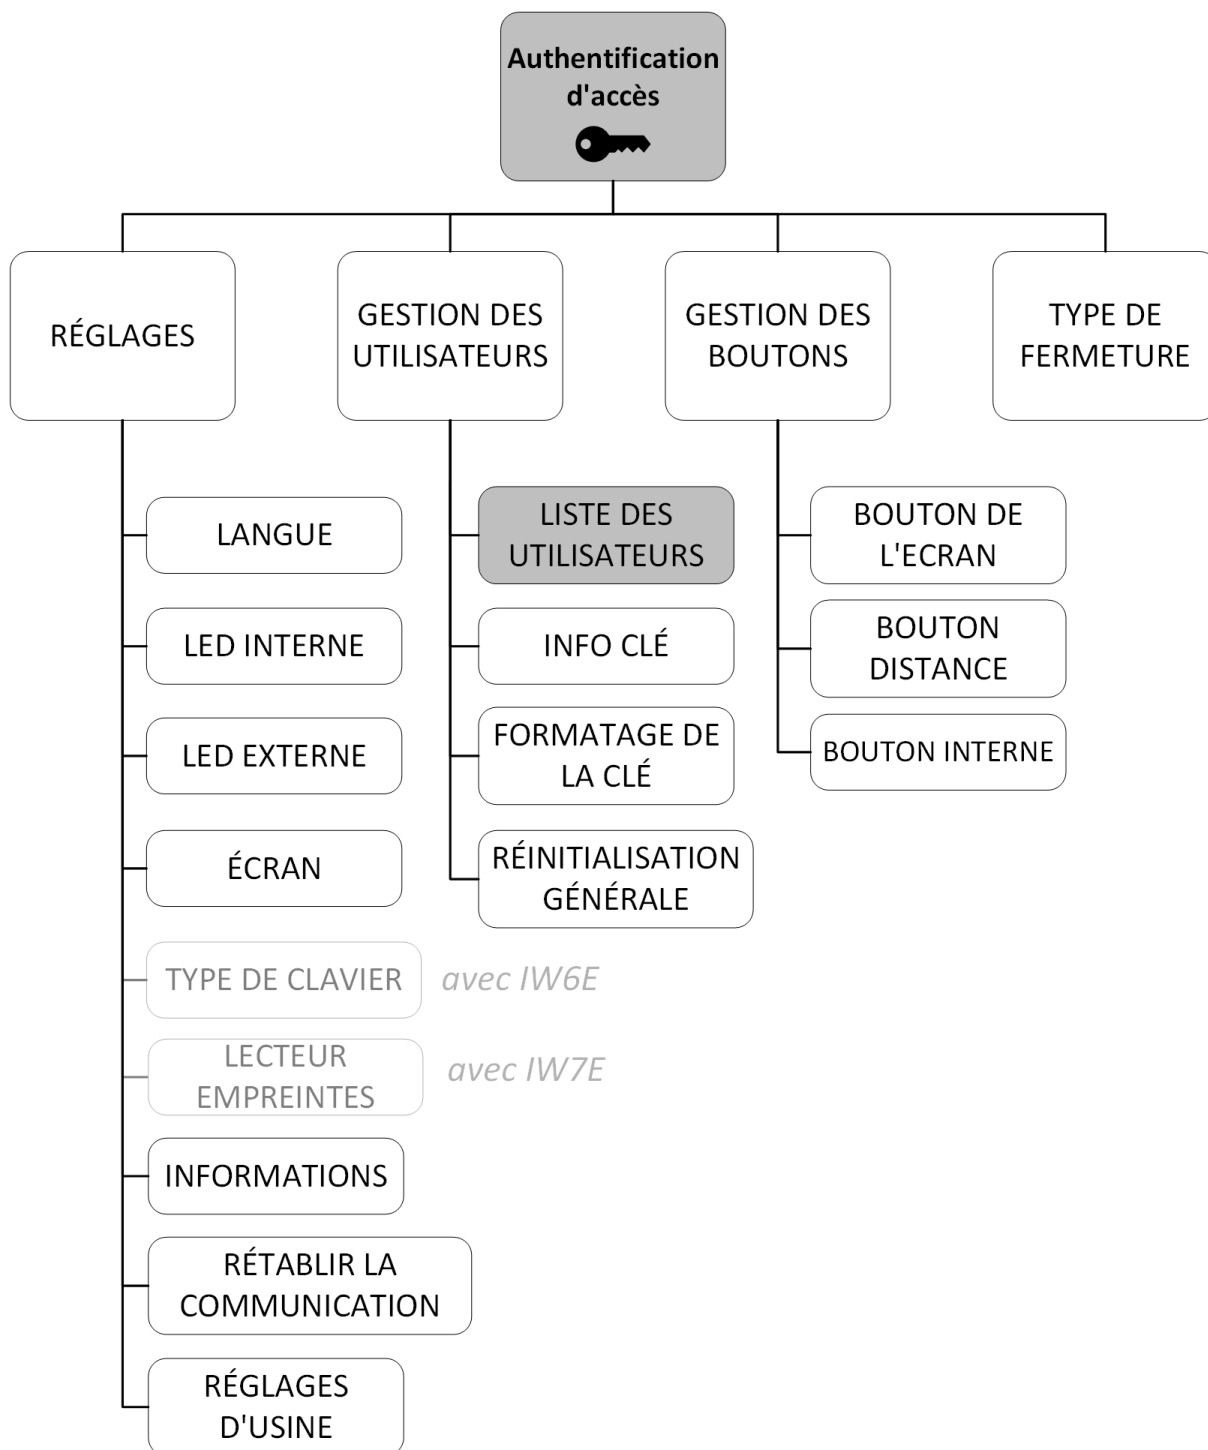 Authentification
d'accès
RÉGLAGES
GESTION DES
UTILISATEURS
GESTION DES
BOUTONS
TYPE DE
FERMETURE
LANGUE
LED INTERNE
LED EXTERNE
ÉCRAN
TYPE DE CLAVIER
avec IW6E
LECTEUR
EMPREINTES
avec IW7E
INFORMATIONS
RÉTABLIR LA
COMMUNICATION
RÉGLAGES
D'USINE
LISTE DES
UTILISATEURS
INFO CLÉ
FORMATAGE DE
LA CLÉ
RÉINITIALISATION
GÉNÉRALE
BOUTON DE
L'ECRAN
BOUTON
DISTANCE
BOUTON INTERNE